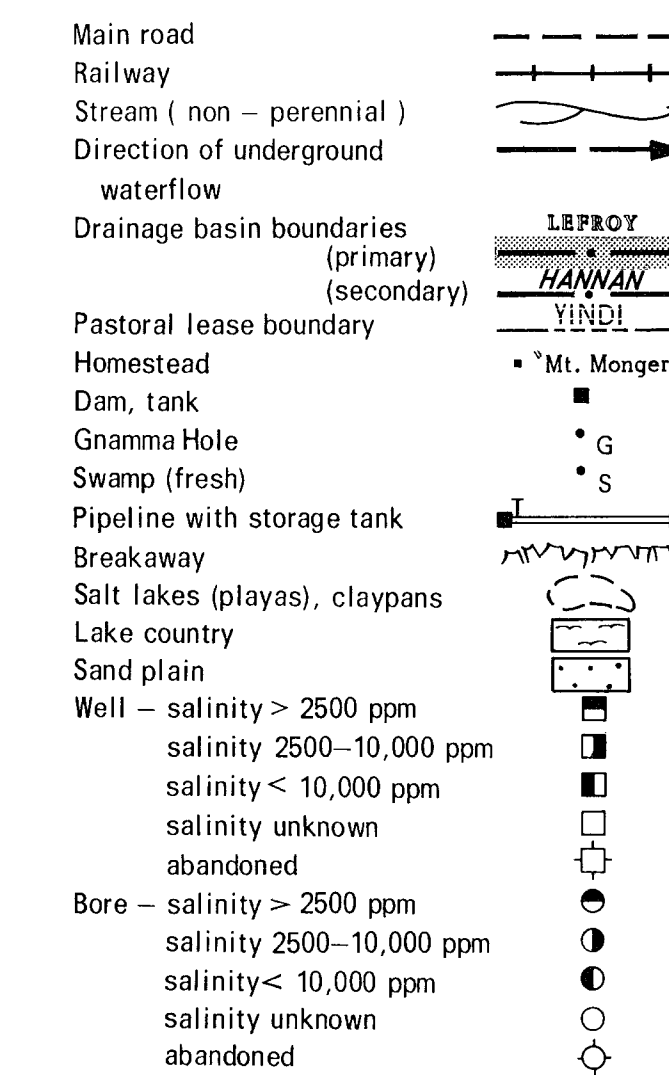 Main road
Railway
Stream ( non – perennial )
Direction of underground
waterflow
Drainage basin boundaries LEFROY
(primary)
(secondary) HANNAN
Pastoral lease boundary YINDI
Homestead "Mt. Monger
Dam, tank
Gnamma Hole G
Swamp (fresh) S
Pipeline with storage tank T
Breakaway
Salt lakes (playas), claypans
Lake country
Sand plain
Well – salinity > 2500 ppm
salinity 2500–10,000 ppm
salinity < 10,000 ppm
salinity unknown
abandoned
Bore – salinity > 2500 ppm
salinity 2500–10,000 ppm
salinity< 10,000 ppm
salinity unknown
abandoned